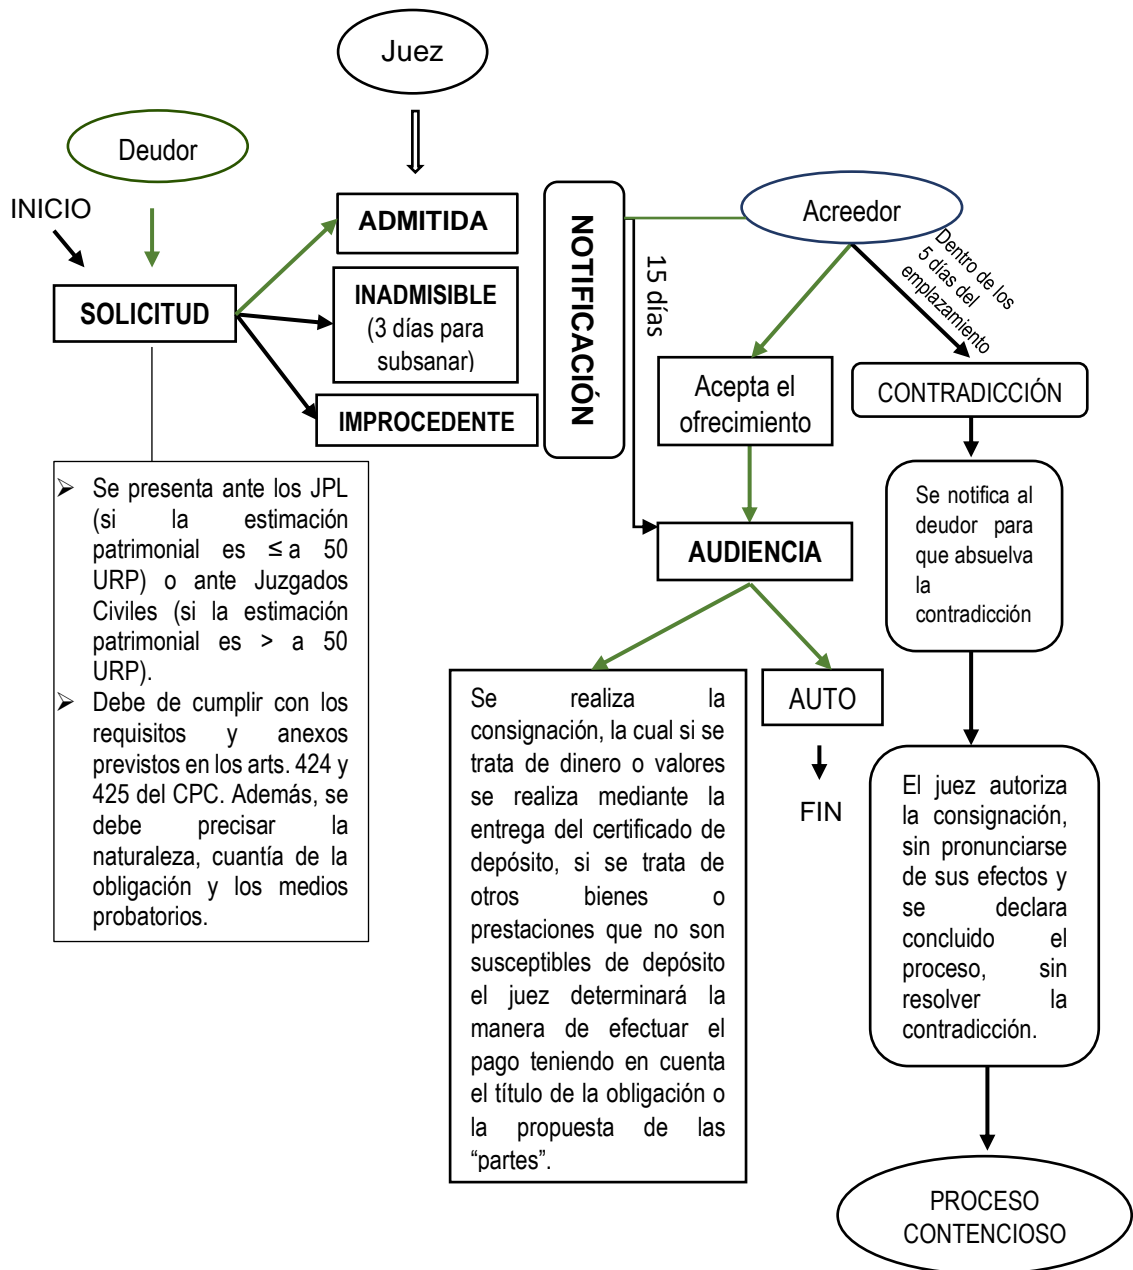 Juez
Deudor
INICIO
SOLICITUD
ADMITIDA
INADMISIBLE
(3 días para
subsanar)
IMPROCEDENTE
NOTIFICACIÓN
15 días
Acreedor
Dentro de los
5 días del
emplazamiento
Acepta el
ofrecimiento
CONTRADICCIÓN
➢ Se presenta ante los JPL
(si la estimación
patrimonial es ≤ a 50
URP) o ante Juzgados
Civiles (si la estimación
patrimonial es > a 50
URP).
➢ Debe de cumplir con los
requisitos y anexos
previstos en los arts. 424 y
425 del CPC. Además, se
debe precisar la
naturaleza, cuantía de la
obligación y los medios
probatorios.
AUDIENCIA
Se notifica al
deudor para
que absuelva
la
contradicción
Se realiza la
consignación, la cual si se
trata de dinero o valores
se realiza mediante la
entrega del certificado de
depósito, si se trata de
otros bienes o
prestaciones que no son
susceptibles de depósito
el juez determinará la
manera de efectuar el
pago teniendo en cuenta
el título de la obligación o
la propuesta de las
“partes”.
AUTO
FIN
El juez autoriza
la consignación,
sin pronunciarse
de sus efectos y
se declara
concluido el
proceso, sin
resolver la
contradicción.
PROCESO
CONTENCIOSO